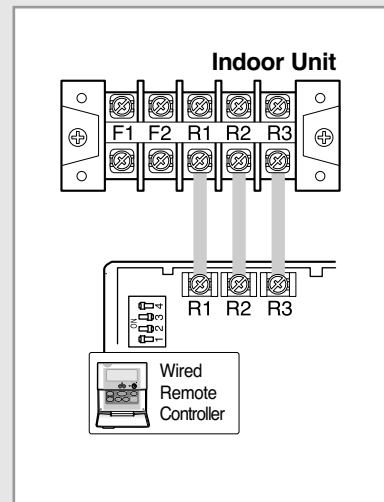 Indoor Unit
F1 F2 R1 R2 R3
R1 R2 R3
ON
1 2 3 4
Wired
Remote
Controller